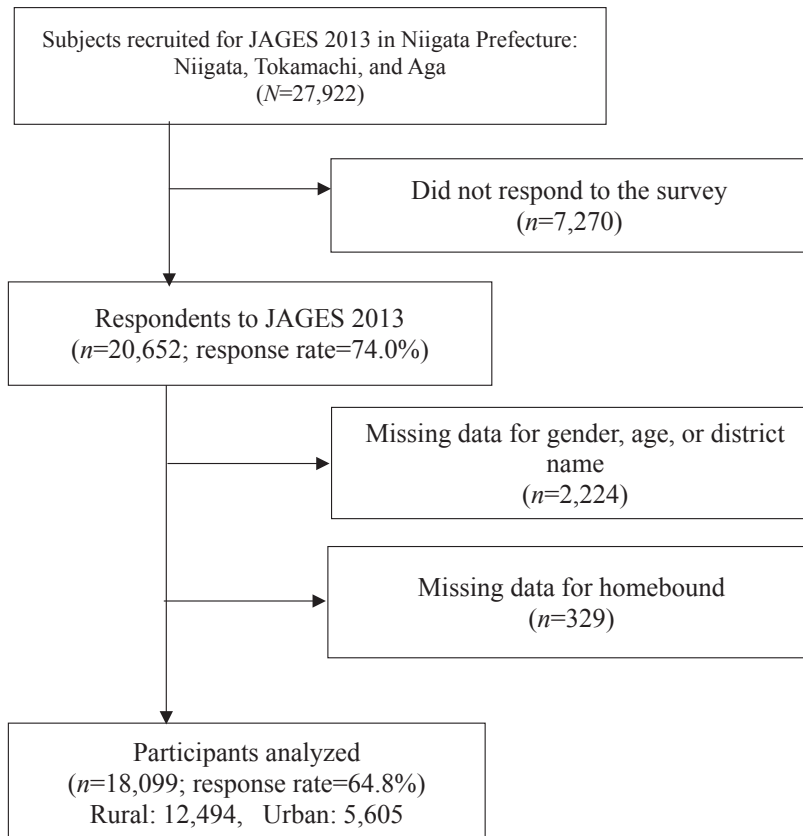 Subjects recruited for JAGES 2013 in Niigata Prefecture:
Niigata, Tokamachi, and Aga
(N=27,922)
Did not respond to the survey
(n=7,270)
Respondents to JAGES 2013
(n=20,652; response rate=74.0%)
Missing data for gender, age, or district
name
(n=2,224)
Missing data for homebound
(n=329)
Participants analyzed
(n=18,099; response rate=64.8%)
Rural: 12,494, Urban: 5,605